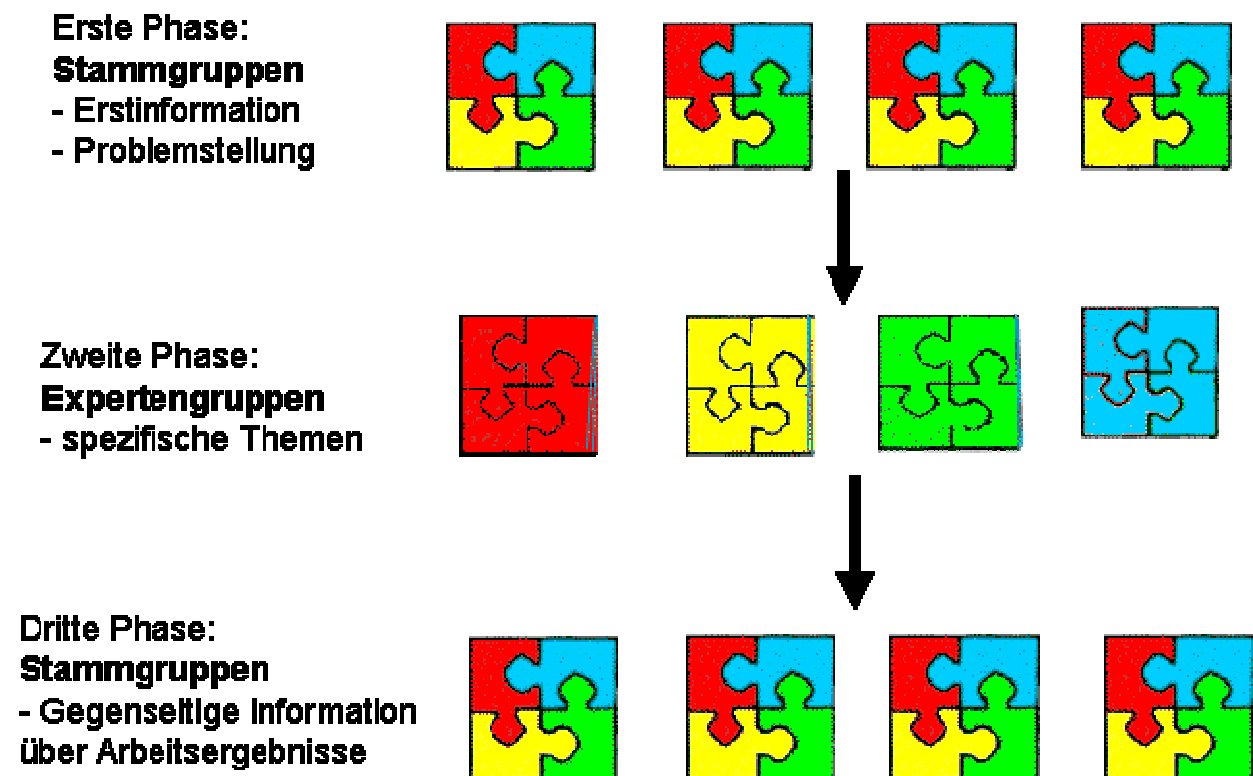 Erste Phase:
Stammgruppen
- Erstinformation
- Problemstellung
Zweite Phase:
Expertengruppen
- spezifische Themen
Dritte Phase:
Stammgruppen
- Gegenseitige Information
über Arbeitsergebnisse